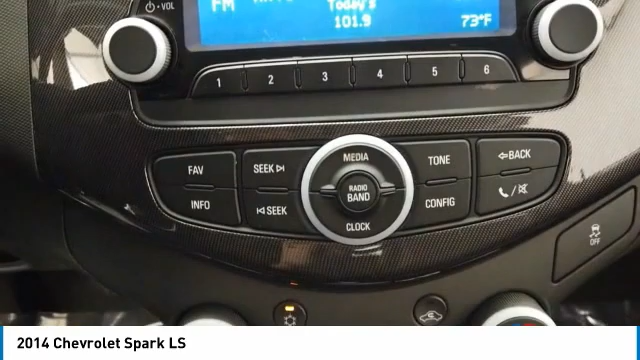 VOL
FM
Today's
101.9
73°F
1 2 3 4 5 6
FAV
SEEK
MEDIA
TONE
BACK
RADIO
BAND
INFO
SEEK
CONFIG
CLOCK
OFF
2014 Chevrolet Spark LS